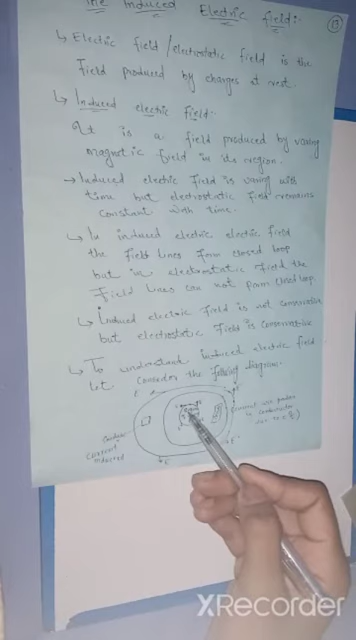 The Induced Electric field:-
↳ Electric field / electrostatic field is the
field produced by charges at rest.
↳ Induced electric field:-
It is a field produced by varing
magnetic field in its region.
→ Induced electric field is varing with
time but electrostatic field remains
constant with time.
↳ In induced electric electric field
the field lines form closed loop
but in electrostatic field the
field lines can not form closed loop.
↳ Induced electric field is not conservative
but electrostatic field is conservative
↳ To understand induced electric field
let consider the following diagram.
current
induced
XRecorder